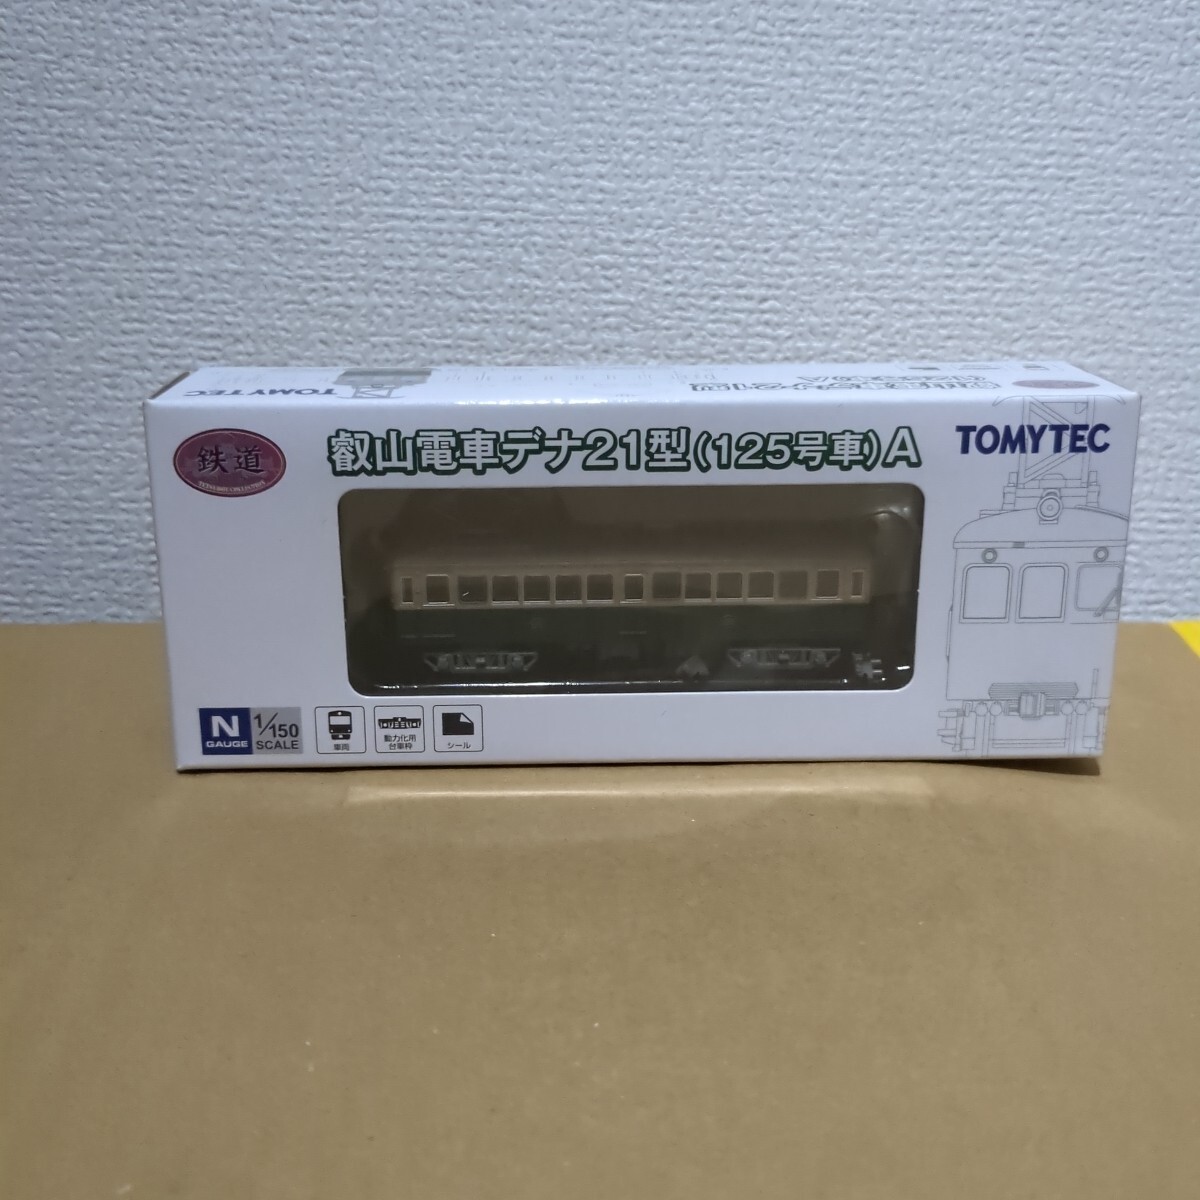 TOMYTEC
鉄道
叡山電車デナ21型(125号車)A
TOMYTEC
N
GAUGE
1/150
SCALE
車両
動力化用
台車枠
シール